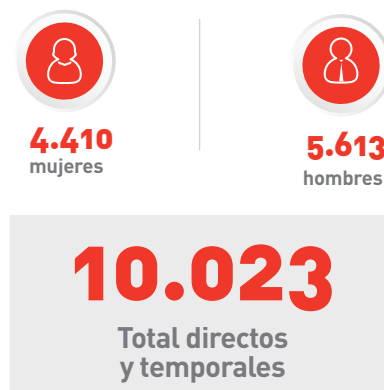 4.410
mujeres
5.613
hombres
10.023
Total directos
y temporales